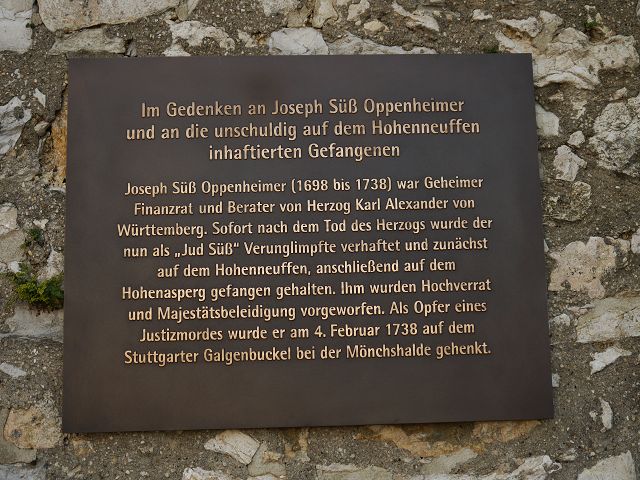 Im Gedenken an Joseph Süß Oppenheimer
und an die unschuldig auf dem Hohenneuffen
inhaftierten Gefangenen
Joseph Süß Oppenheimer (1698 bis 1738) war Geheimer
Finanzrat und Berater von Herzog Karl Alexander von
Württemberg. Sofort nach dem Tod des Herzogs wurde der
nun als „Jud Süß“ Verunglimpfte verhaftet und zunächst
auf dem Hohenneuffen, anschließend auf dem
Hohenasperg gefangen gehalten. Ihm wurden Hochverrat
und Majestätsbeleidigung vorgeworfen. Als Opfer eines
Justizmordes wurde er am 4. Februar 1738 auf dem
Stuttgarter Galgenbuckel bei der Mönchshalde gehenkt.